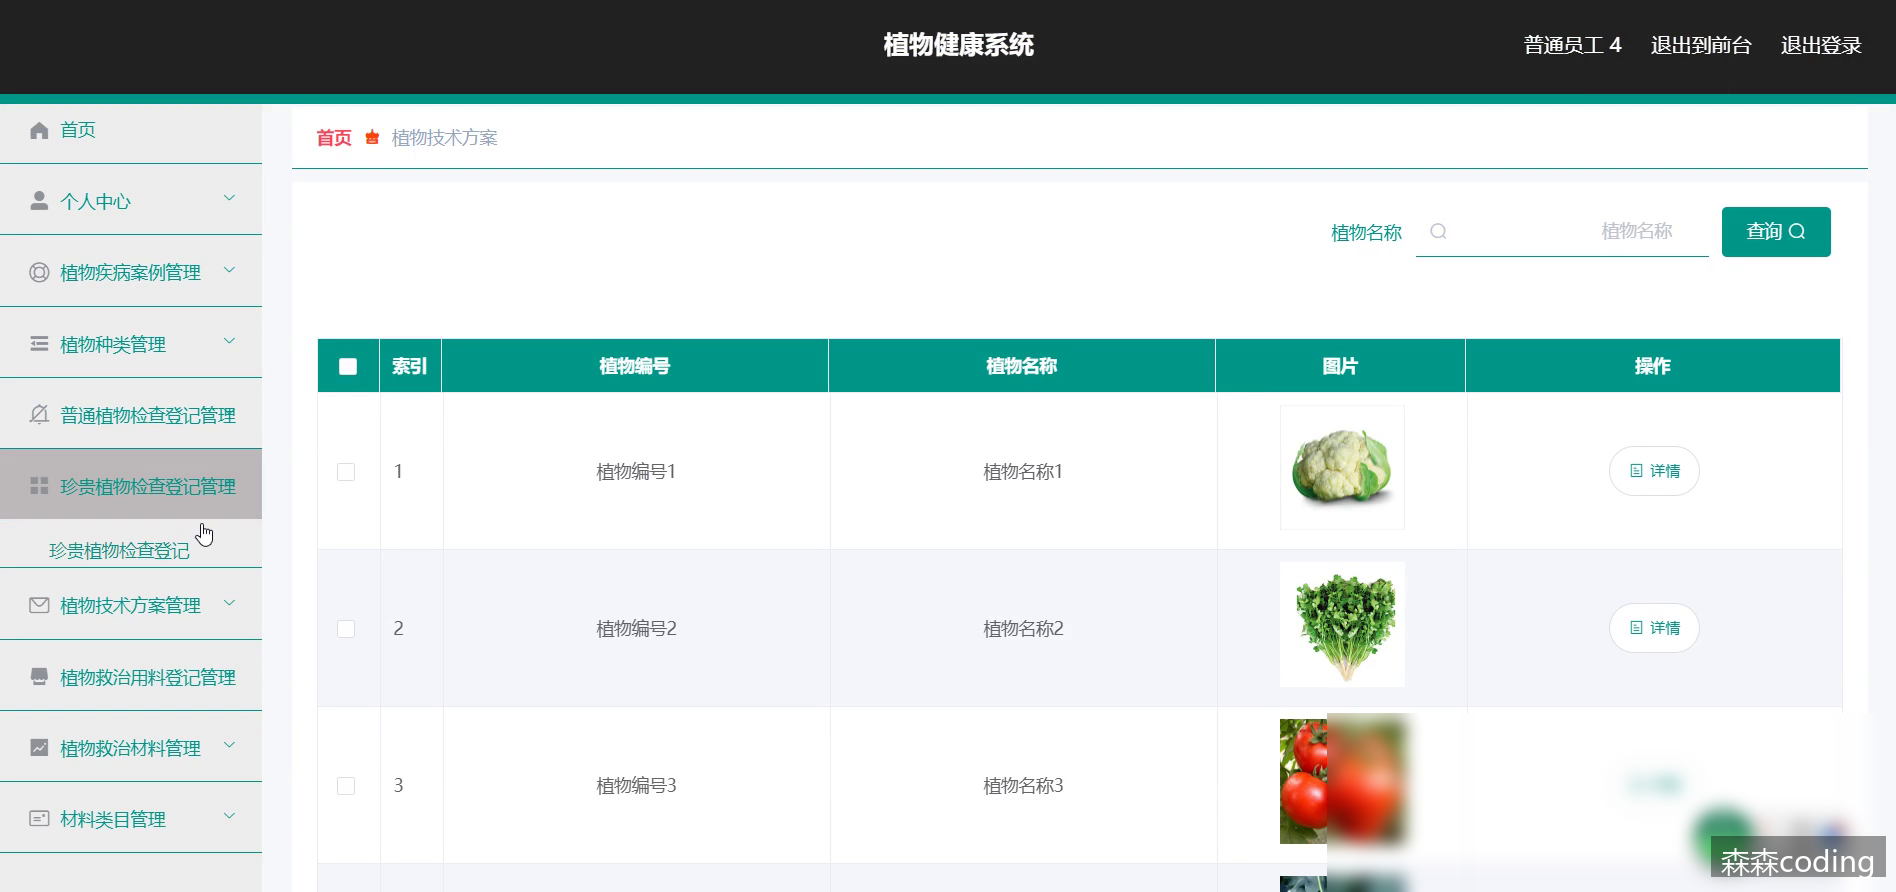 植物健康系统
普通员工 4 退出到前台 退出登录
首页
个人中心
植物疾病案例管理
植物种类管理
普通植物检查登记管理
珍贵植物检查登记管理
珍贵植物检查登记
植物技术方案管理
植物救治用料登记管理
植物救治材料管理
材料类目管理
首页 植物技术方案
植物名称 植物名称 查询
索引 植物编号 植物名称 图片 操作
1 植物编号1 植物名称1 详情
2 植物编号2 植物名称2 详情
3 植物编号3 植物名称3
森森coding